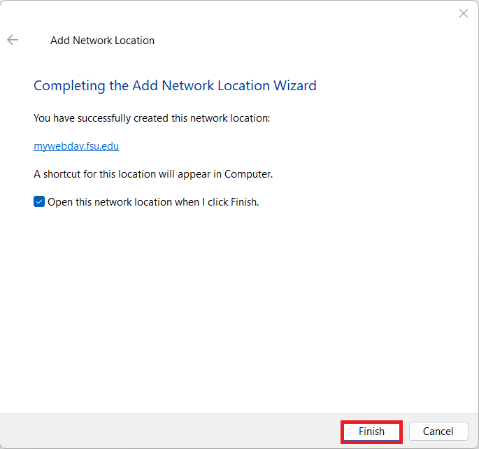 Add Network Location
Completing the Add Network Location Wizard
You have successfully created this network location:
mywebdav.fsu.edu
A shortcut for this location will appear in Computer.
Open this network location when I click Finish.
Finish
Cancel